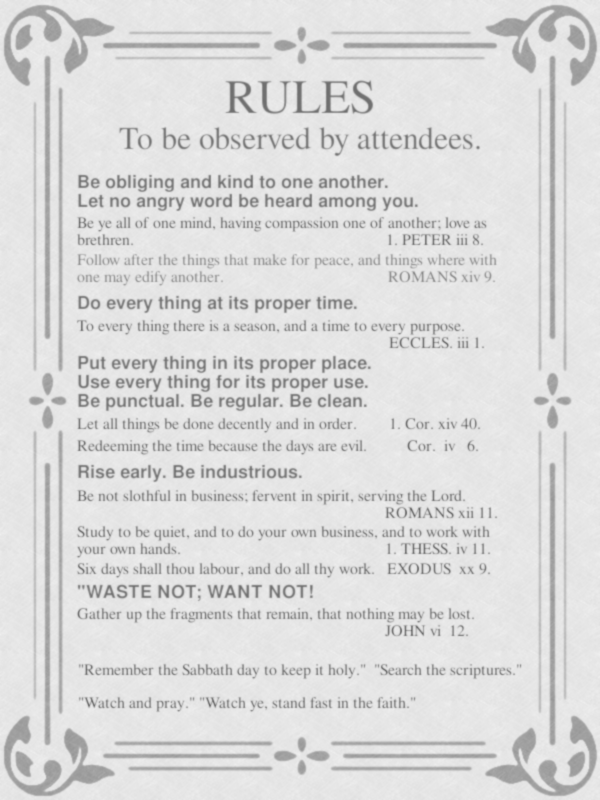 RULES
To be observed by attendees.
Be obliging and kind to one another.
Let no angry word be heard among you.
Be ye all of one mind, having compassion one of another; love as
brethren. 1. PETER iii 8.
Follow after the things that make for peace, and things where with
one may edify another. ROMANS xiv 9.
Do every thing at its proper time.
To every thing there is a season, and a time to every purpose.
ECCLES. iii 1.
Put every thing in its proper place.
Use every thing for its proper use.
Be punctual. Be regular. Be clean.
Let all things be done decently and in order. 1. Cor. xiv 40.
Redeeming the time because the days are evil. Cor. iv 6.
Rise early. Be industrious.
Be not slothful in business; fervent in spirit, serving the Lord.
ROMANS xii 11.
Study to be quiet, and to do your own business, and to work with
your own hands. 1. THESS. iv 11.
Six days shall thou labour, and do all thy work. EXODUS xx 9.
"WASTE NOT; WANT NOT!
Gather up the fragments that remain, that nothing may be lost.
JOHN vi 12.
"Remember the Sabbath day to keep it holy." "Search the scriptures."
"Watch and pray." "Watch ye, stand fast in the faith."